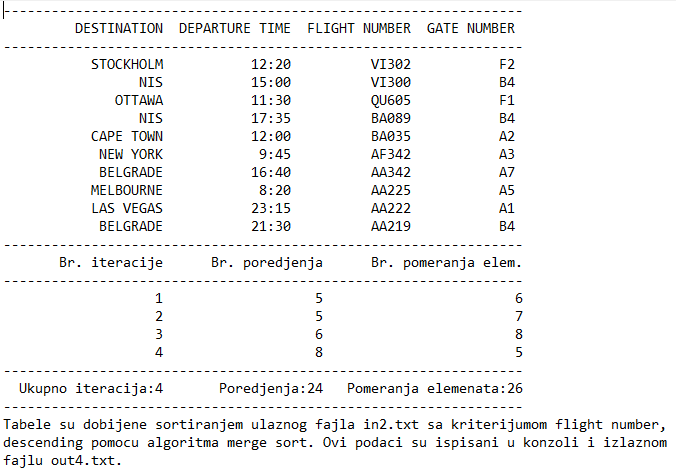 DESTINATION DEPARTURE TIME FLIGHT NUMBER GATE NUMBER
STOCKHOLM 12:20 VI302 F2
NIS 15:00 VI300 B4
OTTAWA 11:30 QU605 F1
NIS 17:35 BA089 B4
CAPE TOWN 12:00 BA035 A2
NEW YORK 9:45 AF342 A3
BELGRADE 16:40 AA342 A7
MELBOURNE 8:20 AA225 A5
LAS VEGAS 23:15 AA222 A1
BELGRADE 21:30 AA219 B4
Br. iteracije Br. poredjenja Br. pomeranja elem.
1 5 6
2 5 7
3 6 8
4 8 5
Ukupno iteracija:4 Poredjenja:24 Pomeranja elemenata:26
Tabele su dobijene sortiranjem ulaznog fajla in2.txt sa kriterijumom flight number,
descending pomocu algoritma merge sort. Ovi podaci su ispisani u konzoli i izlaznom
fajlu out4.txt.